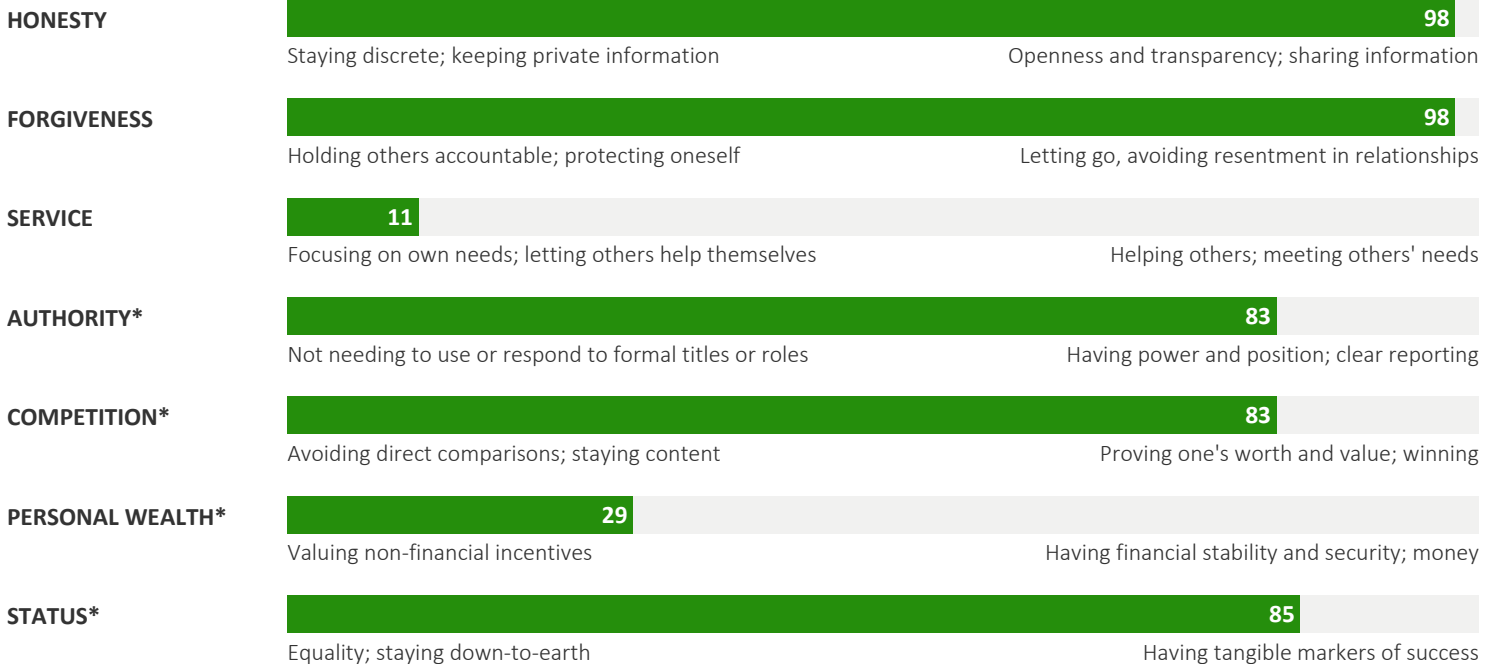 HONESTY 98
Staying discrete; keeping private information Openness and transparency; sharing information
FORGIVENESS 98
Holding others accountable; protecting oneself Letting go, avoiding resentment in relationships
SERVICE 11
Focusing on own needs; letting others help themselves Helping others; meeting others' needs
AUTHORITY* 83
Not needing to use or respond to formal titles or roles Having power and position; clear reporting
COMPETITION* 83
Avoiding direct comparisons; staying content Proving one's worth and value; winning
PERSONAL WEALTH* 29
Valuing non-financial incentives Having financial stability and security; money
STATUS* 85
Equality; staying down-to-earth Having tangible markers of success